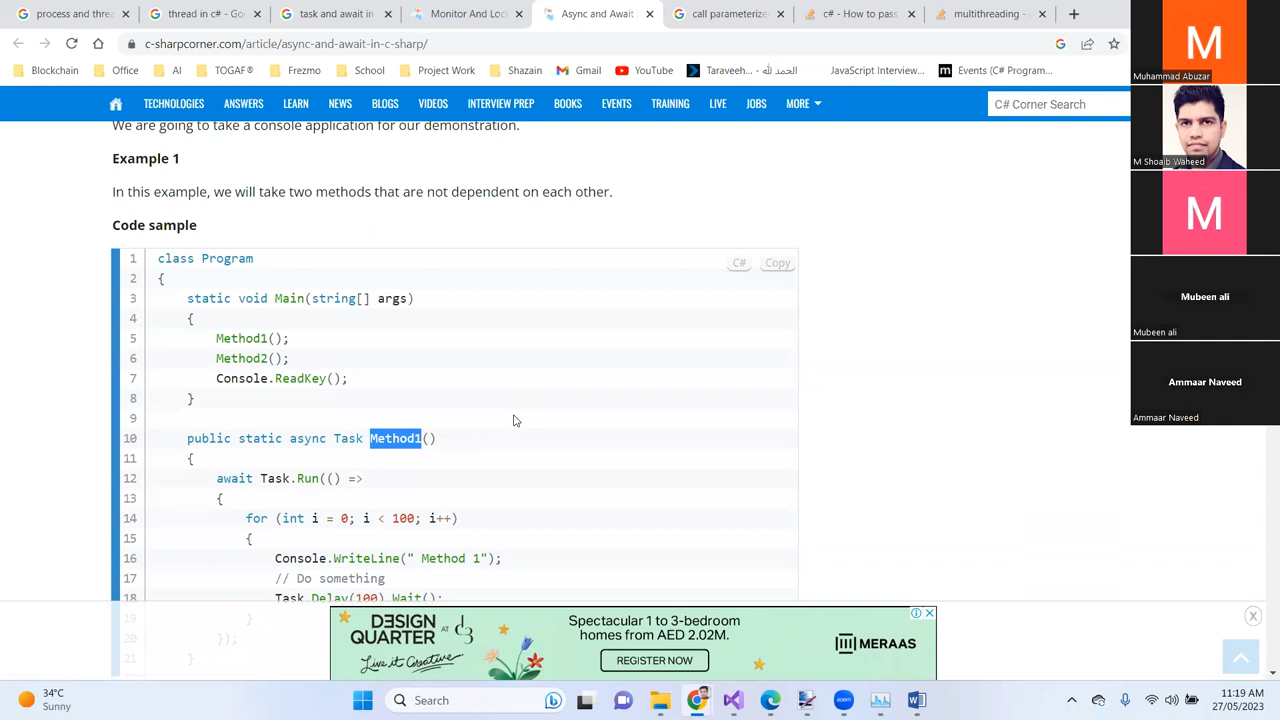 process and threa
thread in c# - Go
task and await in
Monitor And Lock
Async and Await
call parameterize
c# - How to pass
multithreading -
c-sharpcorner.com/article/async-and-await-in-c-sharp/
Blockchain
Office
AI
TOGAF®
Frezmo
School
Project Work
Shazain
Gmail
YouTube
Taraveeh... الحمد لله -
JavaScript Interview...
Events (C# Program...
TECHNOLOGIES ANSWERS LEARN NEWS BLOGS VIDEOS INTERVIEW PREP BOOKS EVENTS TRAINING LIVE JOBS MORE
C# Corner Search
We are going to take a console application for our demonstration.
Example 1
In this example, we will take two methods that are not dependent on each other.
Code sample
C# Copy
1 class Program
2 {
3 static void Main(string[] args)
4 {
5 Method1();
6 Method2();
7 Console.ReadKey();
8 }
9
10 public static async Task Method1()
11 {
12 await Task.Run(() =>
13 {
14 for (int i = 0; i < 100; i++)
15 {
16 Console.WriteLine(" Method 1");
17 // Do something
18 Task.Delay(100).Wait();
19 }
20 });
21 }
DESIGN
QUARTER AT d3
Live it Creative
Spectacular 1 to 3-bedroom
homes from AED 2.02M.
REGISTER NOW
MERAAS
X
M
Muhammad Abuzar
M Shoaib Waheed
M
Mubeen ali
Mubeen ali
Ammaar Naveed
Ammaar Naveed
34°C
Sunny
Search
zoom
11:19 AM
27/05/2023